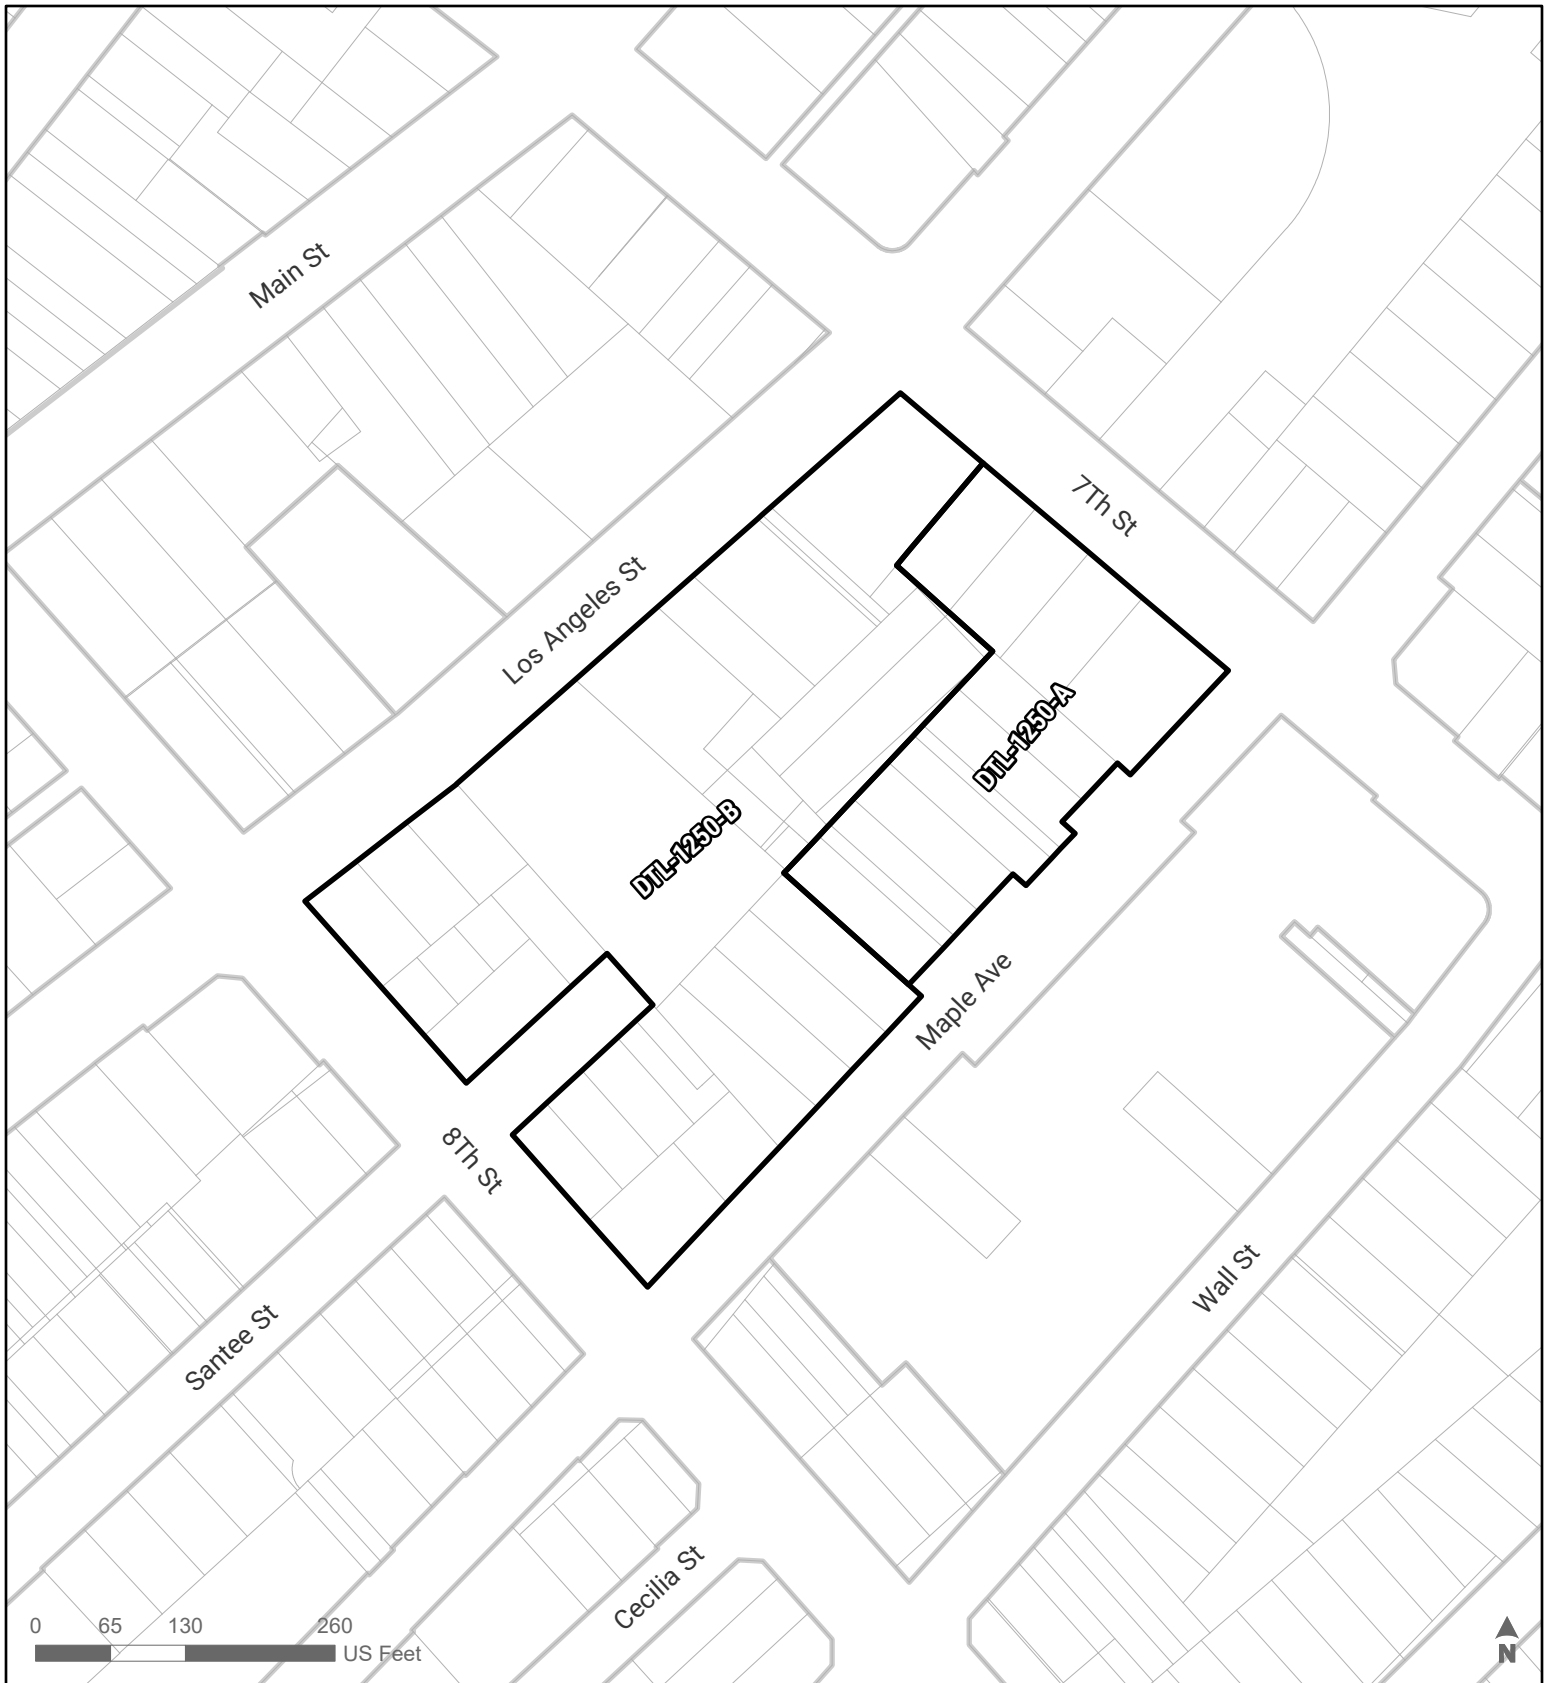 Main St
7Th St
Los Angeles St
DTL-1250-A
DTL-1250-B
Maple Ave
8Th St
Wall St
Santee St
Cecilia St
0 65 130 260
US Feet
N